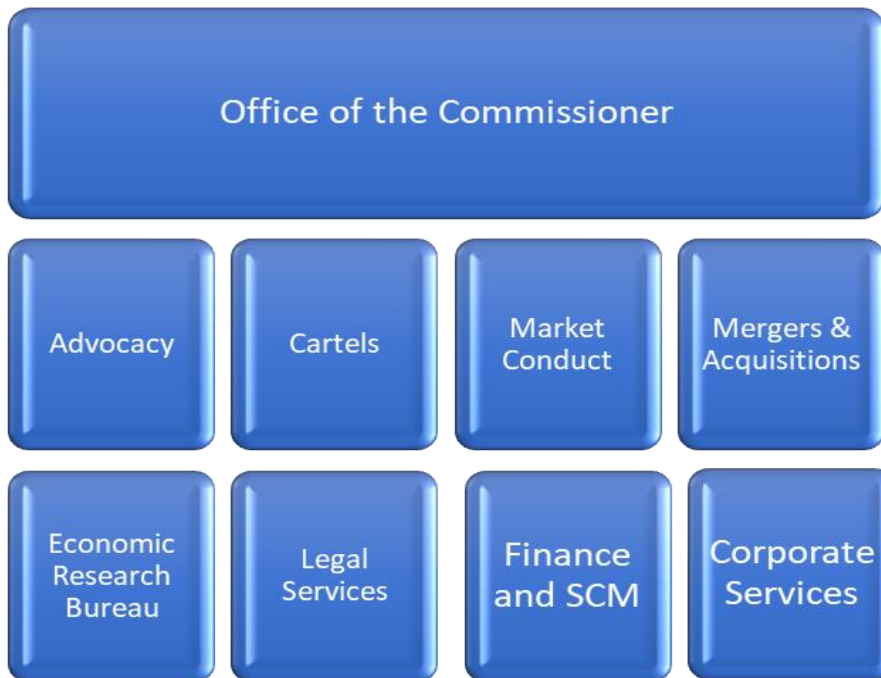 Office of the Commissioner
Advocacy
Cartels
Market
Conduct
Mergers &
Acquisitions
Economic
Research
Bureau
Legal
Services
Finance
and SCM
Corporate
Services